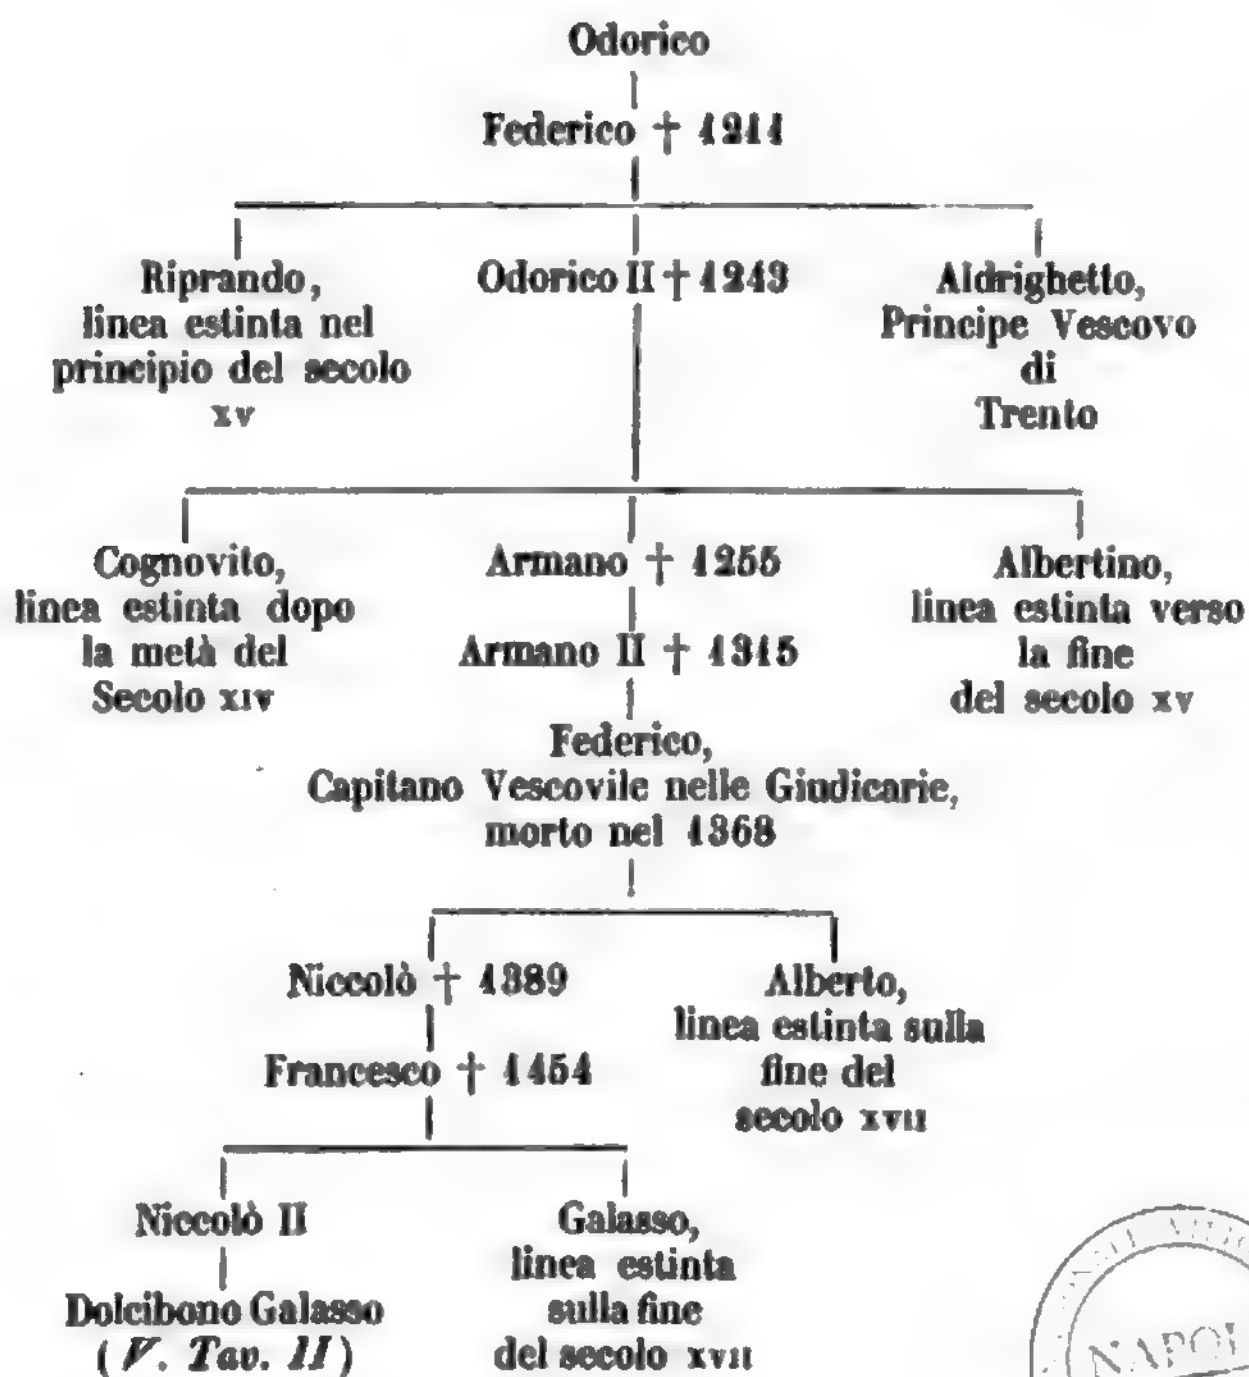 Odorico
Federico † 1211
Riprando,
linea estinta nel
principio del secolo
xv
Odorico II † 1243
Aldrighetto,
Principe Vescovo
di
Trento
Cognovito,
linea estinta dopo
la metà del
Secolo xiv
Armano † 1255
Armano II † 1315
Albertino,
linea estinta verso
la fine
del secolo xv
Federico,
Capitano Vescovile nelle Giudicarie,
morto nel 1368
Niccolò † 1389
Francesco † 1454
Alberto,
linea estinta sulla
fine del
secolo xvii
Niccolò II
Dolcibono Galasso
(V. Tav. II)
Galasso,
linea estinta
sulla fine
del secolo xvii
NAPOL